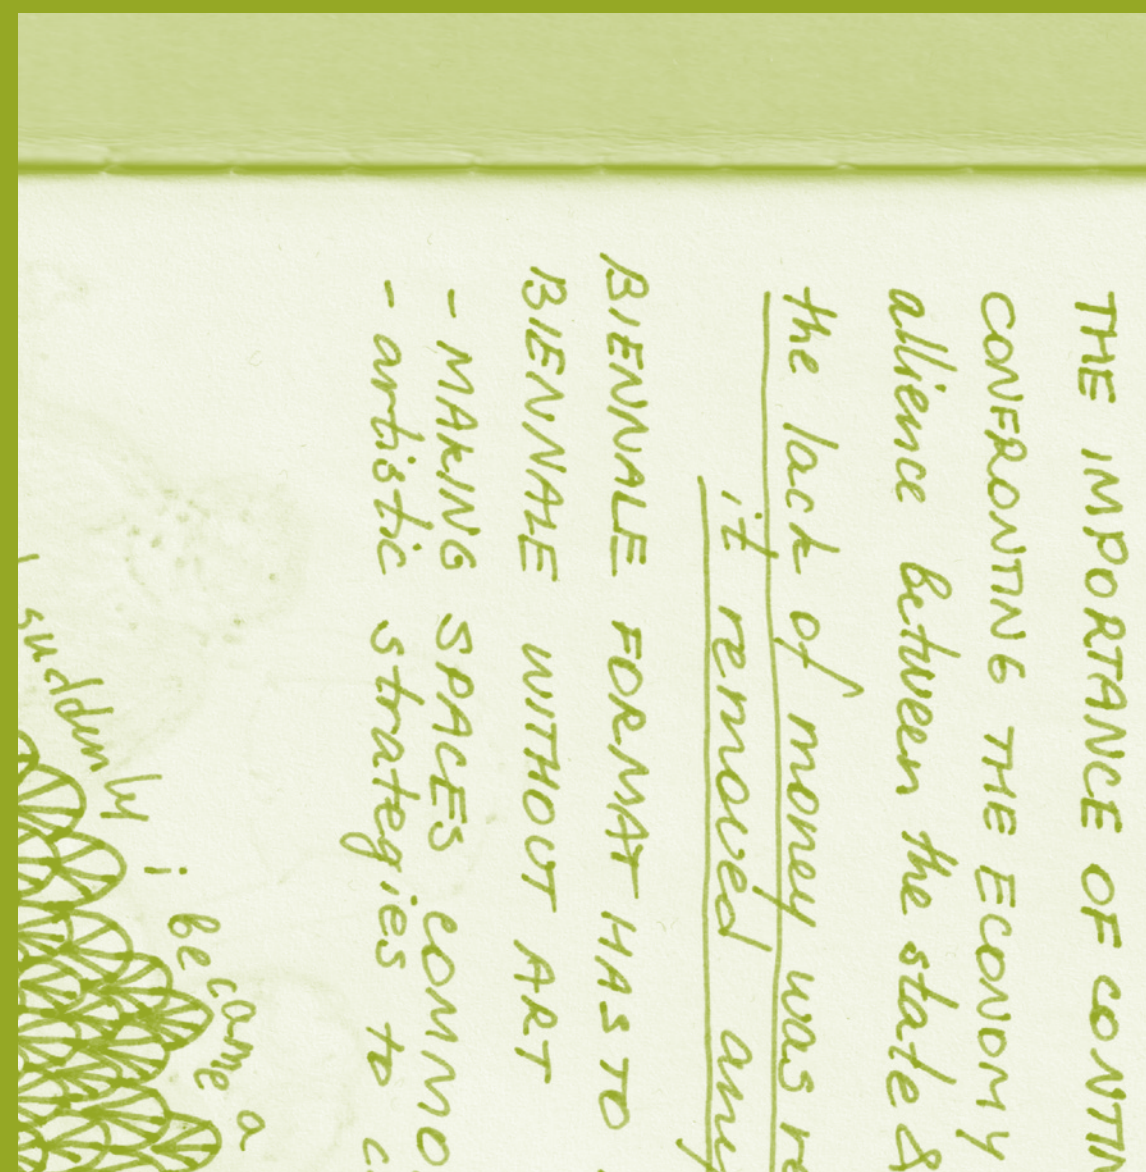 THE IMPORTANCE OF CONTIN
CONFRONTING THE ECONOMY
allience between the state &
the lack of money was re
it removed any
BIENNALE FORMAT HAS TO
BIENNALE WITHOUT ART
- MAKING SPACES COMMO
- artistic strategies to c
suddenly i became a